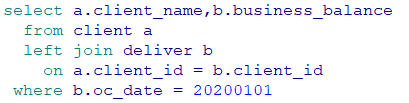 select a.client_name,b.business_balance
from client a
left join deliver b
on a.client_id = b.client_id
where b.oc_date = 20200101